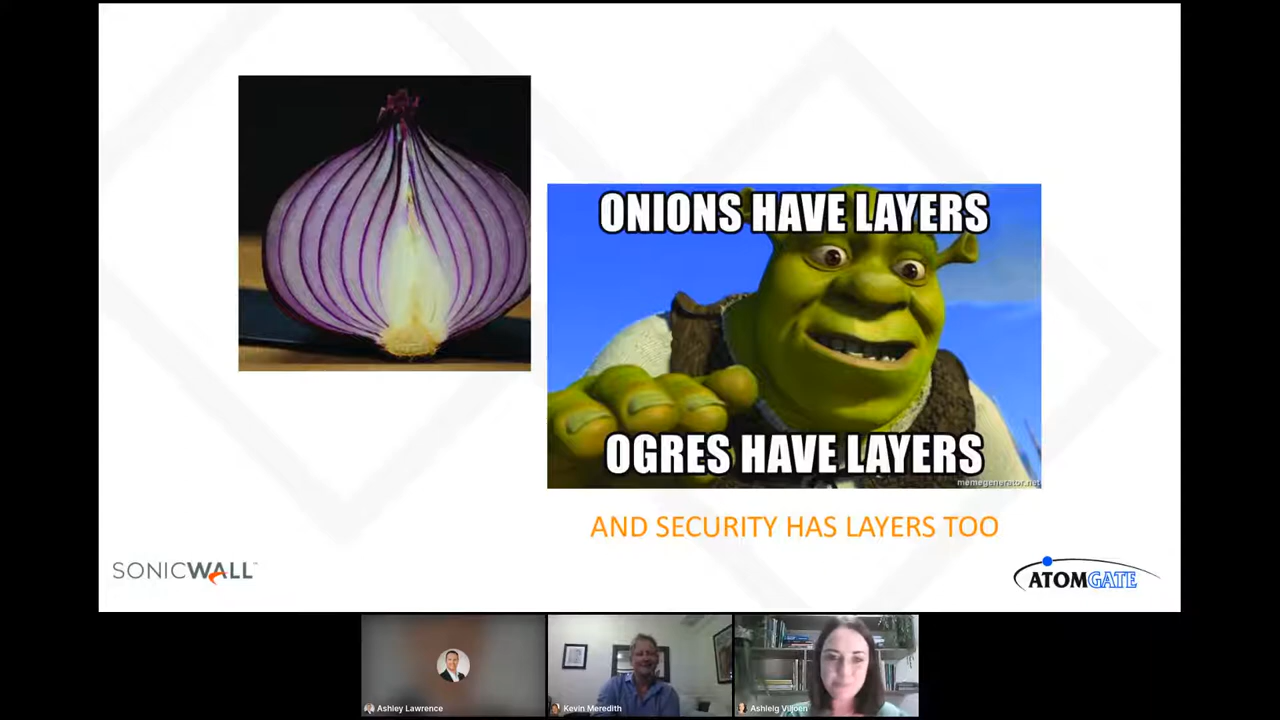 ONIONS HAVE LAYERS
OGRES HAVE LAYERS
memegenerator.net
AND SECURITY HAS LAYERS TOO
SONICWALL
ATOMGATE
Ashley Lawrence
Kevin Meredith
Ashleig Viljoen